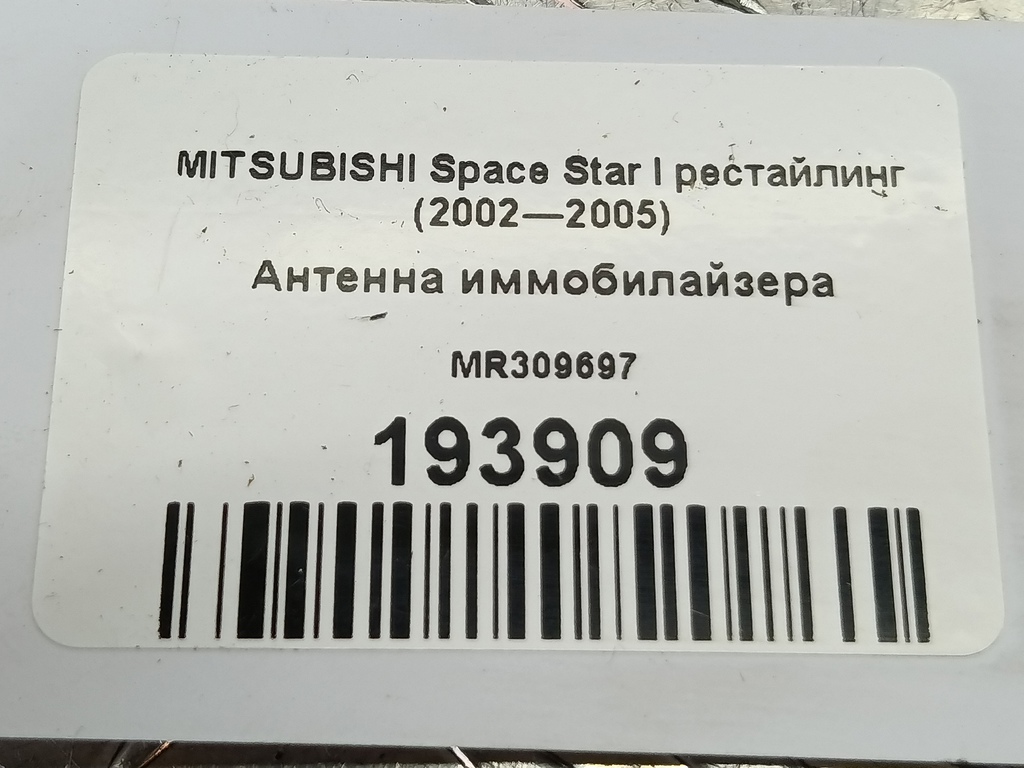 MITSUBISHI Space Star I рестайлинг
(2002—2005)
Антенна иммобилайзера
MR309697
193909